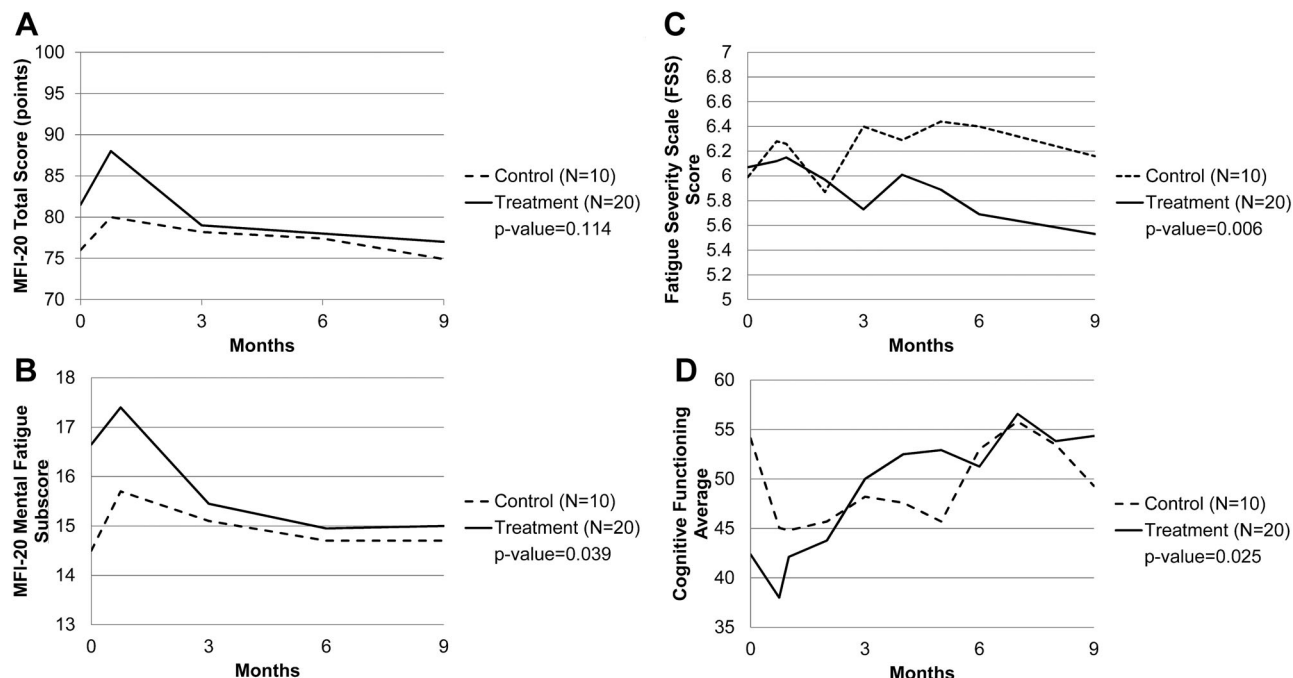 A
MFI-20 Total Score (points)
100
95
90
85
80
75
70
0 3 6 9
Months
Control (N=10)
Treatment (N=20)
p-value=0.114
B
MFI-20 Mental Fatigue
Subscore
18
17
16
15
14
13
0 3 6 9
Months
Control (N=10)
Treatment (N=20)
p-value=0.039
C
Fatigue Severity Scale (FSS)
Score
7
6.8
6.6
6.4
6.2
6
5.8
5.6
5.4
5.2
5
0 3 6 9
Months
Control (N=10)
Treatment (N=20)
p-value=0.006
D
Cognitive Functioning
Average
60
55
50
45
40
35
0 3 6 9
Months
Control (N=10)
Treatment (N=20)
p-value=0.025